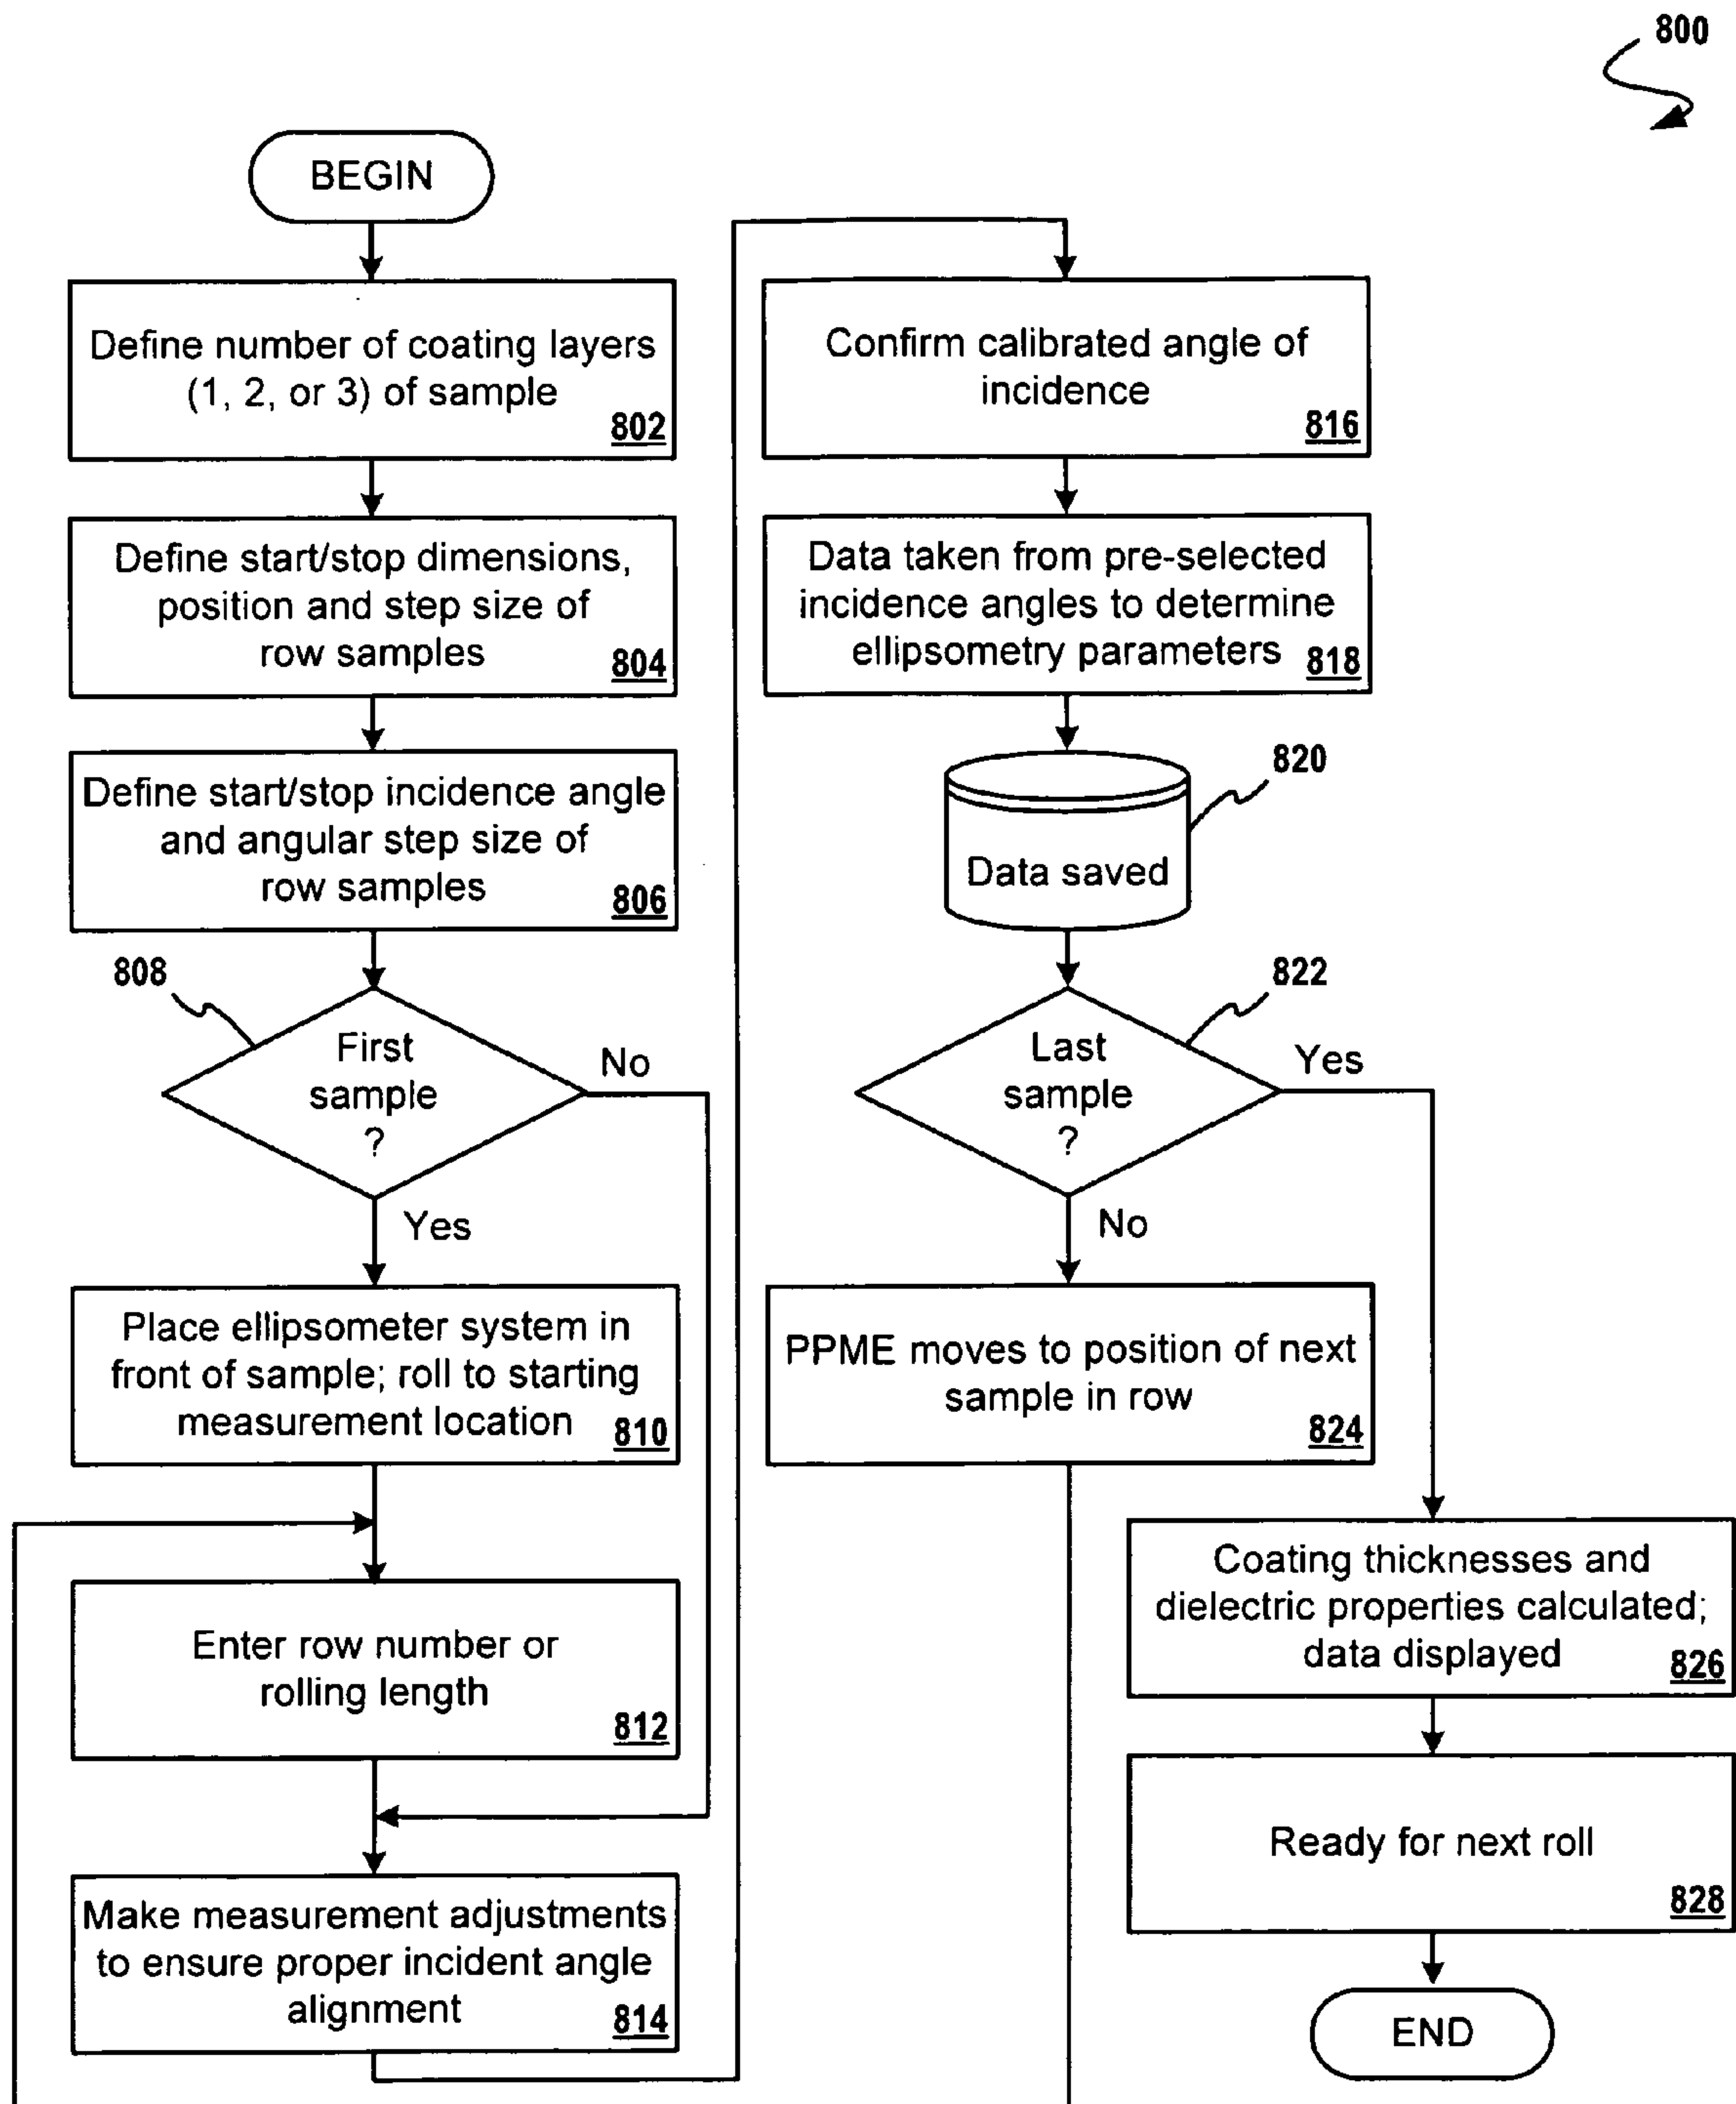 800
BEGIN
Define number of coating layers
(1, 2, or 3) of sample
802
Define start/stop dimensions,
position and step size of
row samples
804
Define start/stop incidence angle
and angular step size of
row samples
806
808
First
sample
?
No
Yes
Place ellipsometer system in
front of sample; roll to starting
measurement location
810
Enter row number or
rolling length
812
Make measurement adjustments
to ensure proper incident angle
alignment
814
Confirm calibrated angle of
incidence
816
Data taken from pre-selected
incidence angles to determine
ellipsometry parameters
818
820
Data saved
822
Last
sample
?
Yes
No
PPME moves to position of next
sample in row
824
Coating thicknesses and
dielectric properties calculated;
data displayed
826
Ready for next roll
828
END